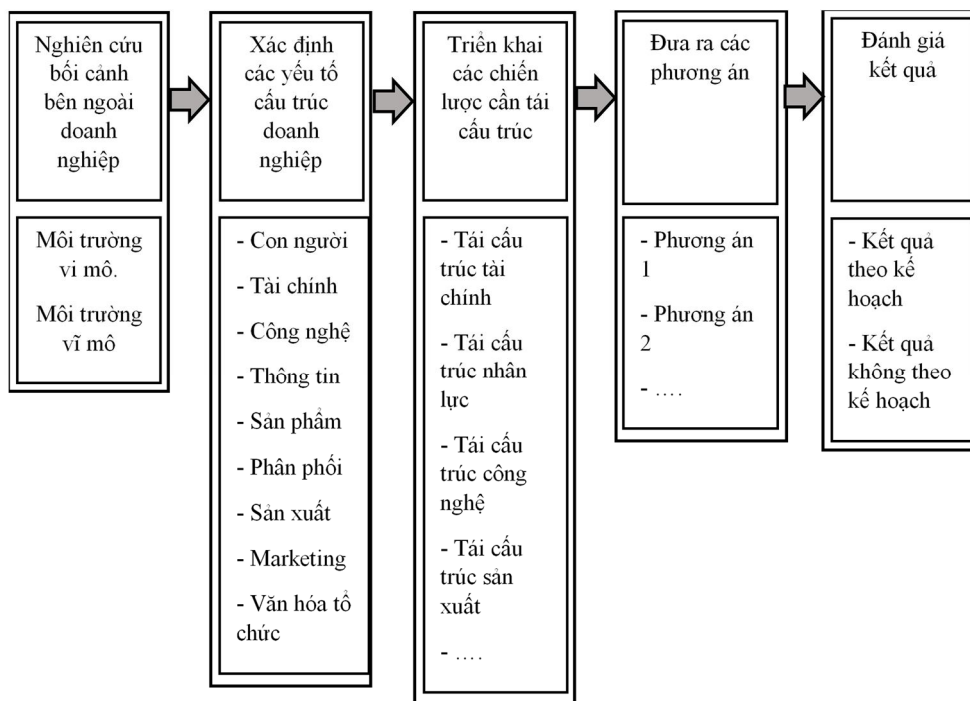 Nghiên cứu
bối cảnh
bên ngoài
doanh
nghiệp
Môi trường
vi mô.
Môi trường
vĩ mô
Xác định
các yếu tố
cấu trúc
doanh
nghiệp
- Con người
- Tài chính
- Công nghệ
- Thông tin
- Sản phẩm
- Phân phối
- Sản xuất
- Marketing
- Văn hóa tổ
chức
Triển khai
các chiến
lược cần tái
cấu trúc
- Tái cấu
trúc tài
chính
- Tái cấu
trúc nhân
lực
- Tái cấu
trúc công
nghệ
- Tái cấu
trúc sản
xuất
- ....
Đưa ra các
phương án
- Phương án
1
- Phương án
2
- ....
Đánh giá
kết quả
- Kết quả
theo kế
hoạch
- Kết quả
không theo
kế hoạch